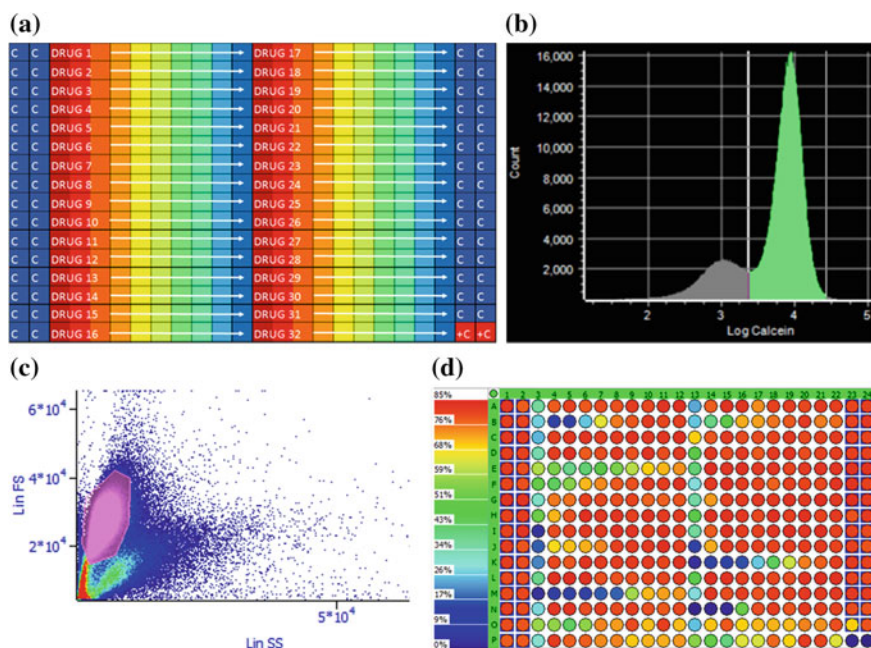 (a)
C C DRUG 1 DRUG 17 C C
C C DRUG 2 DRUG 18 C C
C C DRUG 3 DRUG 19 C C
C C DRUG 4 DRUG 20 C C
C C DRUG 5 DRUG 21 C C
C C DRUG 6 DRUG 22 C C
C C DRUG 7 DRUG 23 C C
C C DRUG 8 DRUG 24 C C
C C DRUG 9 DRUG 25 C C
C C DRUG 10 DRUG 26 C C
C C DRUG 11 DRUG 27 C C
C C DRUG 12 DRUG 28 C C
C C DRUG 13 DRUG 29 C C
C C DRUG 14 DRUG 30 C C
C C DRUG 15 DRUG 31 C C
C C DRUG 16 DRUG 32 +C +C
(b)
16,000
14,000
12,000
10,000
8,000
6,000
4,000
2,000
Count
2 3 4 5
Log Calcein
(c)
6*10^4
4*10^4
2*10^4
Lin FS
5*10^4
Lin SS
(d)
85%
76%
68%
59%
51%
43%
34%
26%
17%
9%
0%
1 2 3 4 5 6 7 8 9 10 11 12 13 14 15 16 17 18 19 20 21 22 23 24
A
B
C
D
E
F
G
H
I
J
K
L
M
N
O
P